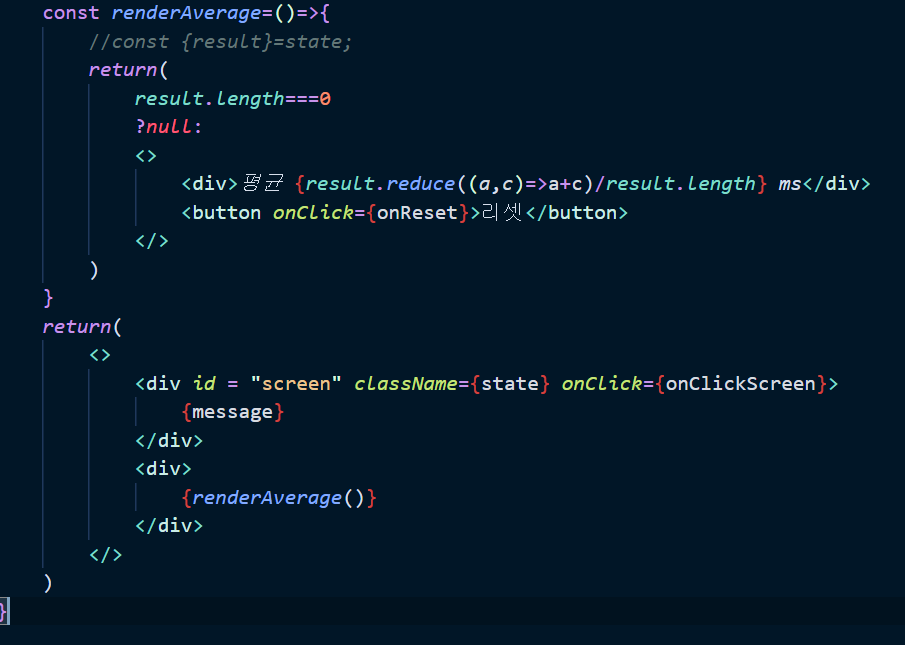 const renderAverage=()=>{
//const {result}=state;
return(
result.length===0
?null:
<>
<div>평균 {result.reduce((a,c)=>a+c)/result.length} ms</div>
<button onClick={onReset}>리셋</button>
</>
)
}
return(
<>
<div id = "screen" className={state} onClick={onClickScreen}>
{message}
</div>
<div>
{renderAverage()}
</div>
</>
)
}